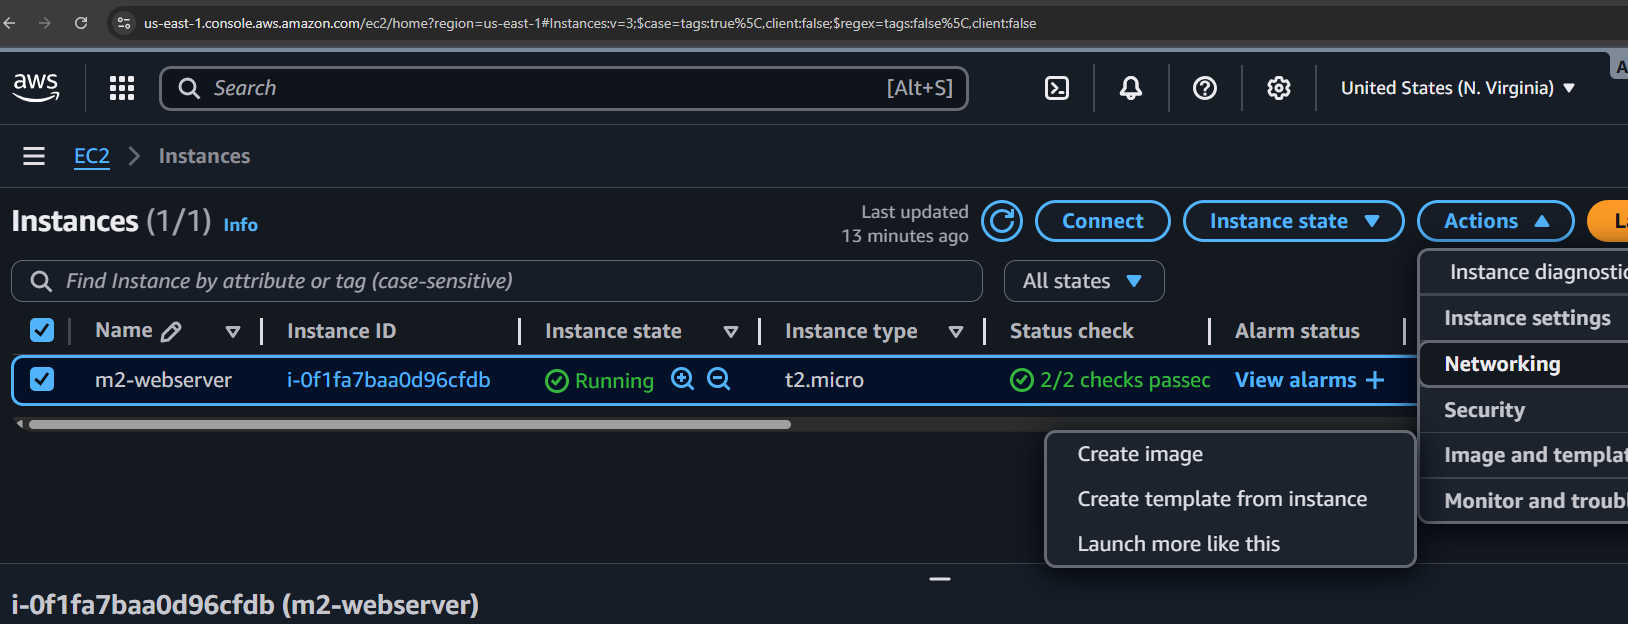 us-east-1.console.aws.amazon.com/ec2/home?region=us-east-1#Instances:v=3;$case=tags:true%5C,client:false;$regex=tags:false%5C,client:false
aws
Search
[Alt+S]
United States (N. Virginia)
A
EC2
Instances
Instances (1/1) Info
Last updated
13 minutes ago
Connect
Instance state
Actions
Find Instance by attribute or tag (case-sensitive)
All states
Name
Instance ID
Instance state
Instance type
Status check
Alarm status
m2-webserver
i-0f1fa7baa0d96cfdb
Running
t2.micro
2/2 checks passed
View alarms +
Instance diagnostic
Instance settings
Networking
Security
Image and templat
Monitor and troubl
Create image
Create template from instance
Launch more like this
i-0f1fa7baa0d96cfdb (m2-webserver)